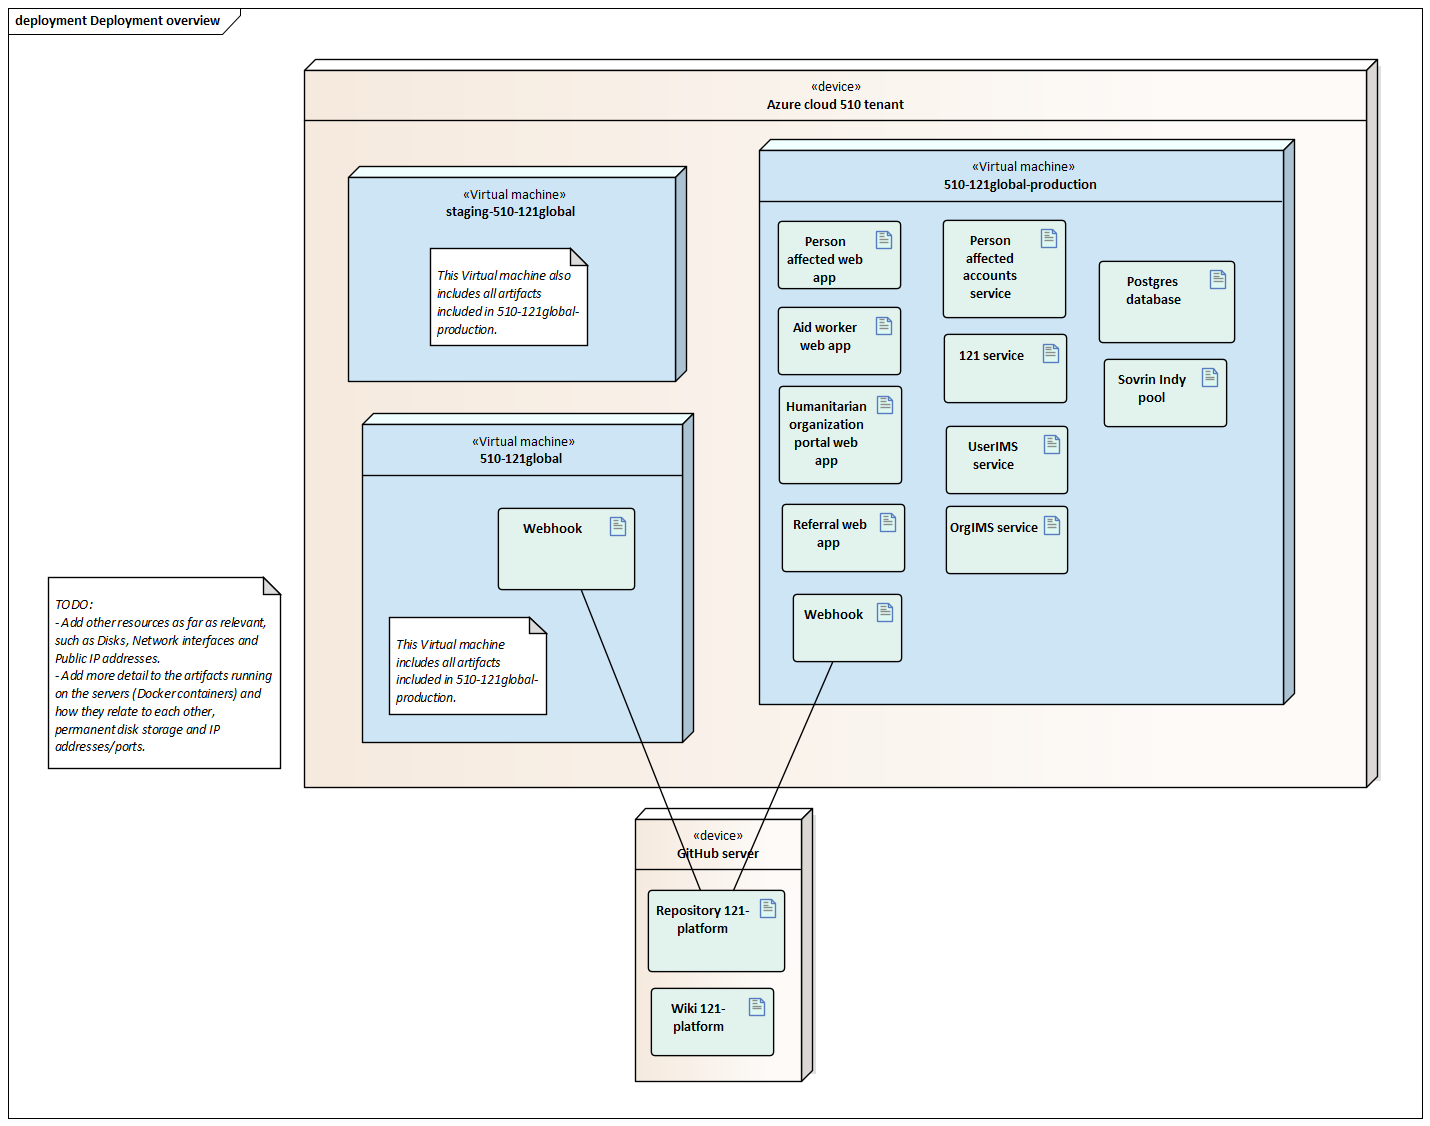 deployment Deployment overview
«device»
Azure cloud 510 tenant
«Virtual machine»
staging-510-121global
This Virtual machine also
includes all artifacts
included in 510-121global-
production.
«Virtual machine»
510-121global
Webhook
This Virtual machine
includes all artifacts
included in 510-121global-
production.
«Virtual machine»
510-121global-production
Person
affected web
app
Aid worker
web app
Humanitarian
organization
portal web
app
Referral web
app
Webhook
Person
affected
accounts
service
121 service
UserIMS
service
OrgIMS service
Postgres
database
Sovrin Indy
pool
TODO:
- Add other resources as far as relevant,
such as Disks, Network interfaces and
Public IP addresses.
- Add more detail to the artifacts running
on the servers (Docker containers) and
how they relate to each other,
permanent disk storage and IP
addresses/ports.
«device»
GitHub server
Repository 121-
platform
Wiki 121-
platform